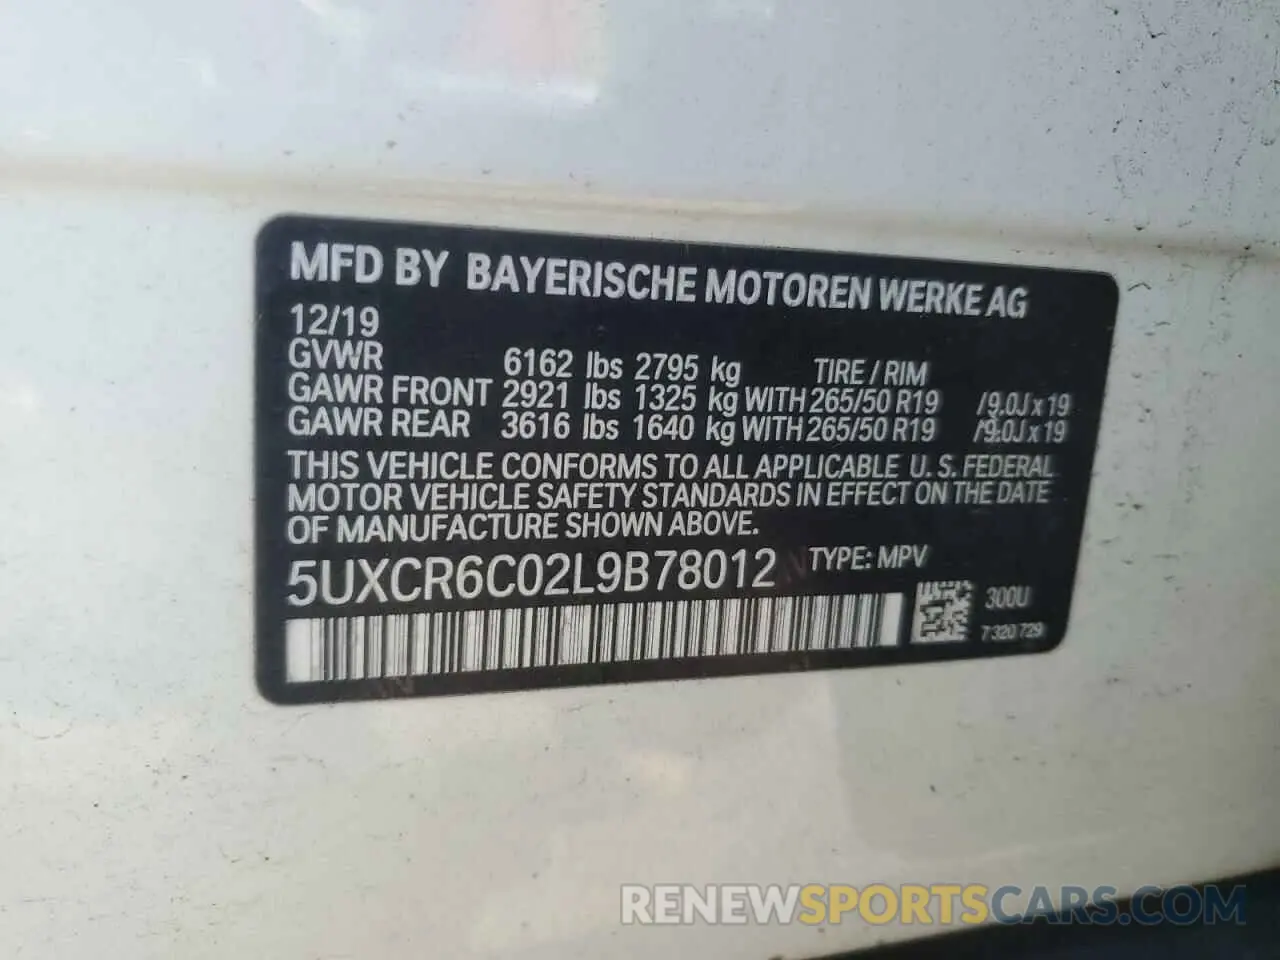 MFD BY BAYERISCHE MOTOREN WERKE AG
12/19
GVWR 6162 lbs 2795 kg TIRE / RIM
GAWR FRONT 2921 lbs 1325 kg WITH 265/50 R19 /9.0J x 19
GAWR REAR 3616 lbs 1640 kg WITH 265/50 R19 /9.0J x 19
THIS VEHICLE CONFORMS TO ALL APPLICABLE U. S. FEDERAL
MOTOR VEHICLE SAFETY STANDARDS IN EFFECT ON THE DATE
OF MANUFACTURE SHOWN ABOVE.
5UXCR6C02L9B78012 TYPE: MPV
300U
7 320 729
RENEWSPORTSCARS.COM